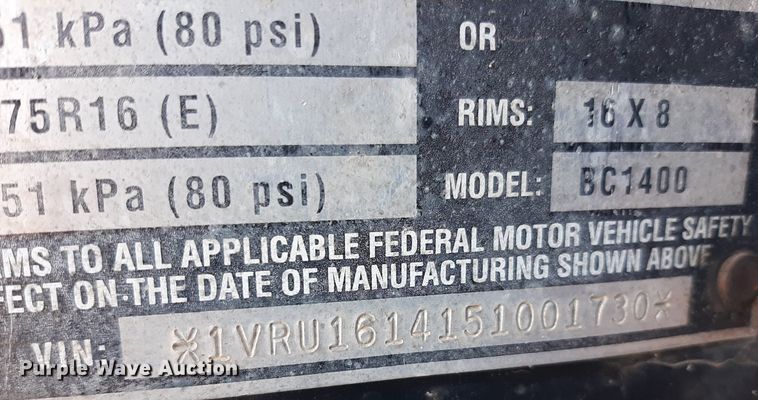 51 kPa (80 psi) OR
75R16 (E) RIMS: 16 X 8
51 kPa (80 psi) MODEL: BC1400
MS TO ALL APPLICABLE FEDERAL MOTOR VEHICLE SAFETY
FECT ON THE DATE OF MANUFACTURING SHOWN ABOVE
VIN: *1VRU1614151001730*
Purple Wave Auction